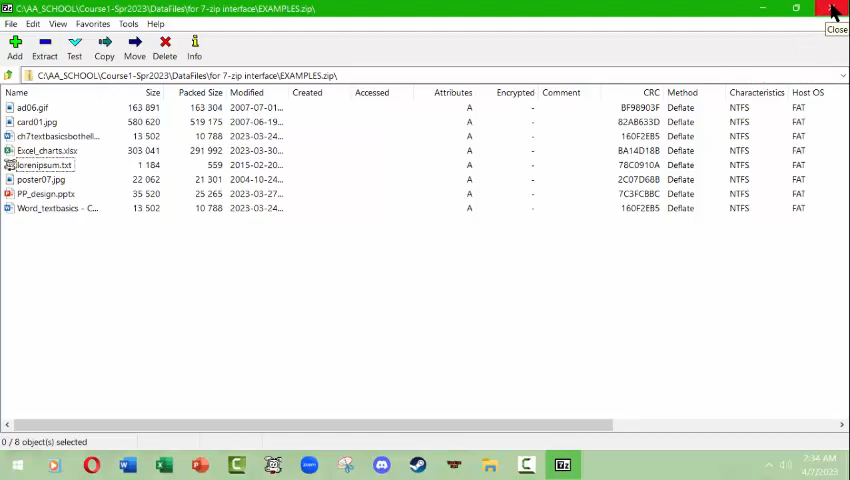 C:\AA_SCHOOL\Course1-Spr2023\DataFiles\for 7-zip interface\EXAMPLES.zip\
Close
File Edit View Favorites Tools Help
Add Extract Test Copy Move Delete Info
C:\AA_SCHOOL\Course1-Spr2023\DataFiles\for 7-zip interface\EXAMPLES.zip\
Name Size Packed Size Modified Created Accessed Attributes Encrypted Comment CRC Method Characteristics Host OS
ad06.gif 163 891 163 304 2007-07-01... A - BF98903F Deflate NTFS FAT
card01.jpg 580 620 519 175 2007-06-19... A - 82AB633D Deflate NTFS FAT
ch7textbasicsbothell... 13 502 10 788 2023-03-24... A - 160F2EB5 Deflate NTFS FAT
Excel_charts.xlsx 303 041 291 992 2023-03-30... A - BA14D18B Deflate NTFS FAT
lorenipsum.txt 1 184 559 2015-02-20... A - 78C0910A Deflate NTFS FAT
poster07.jpg 22 062 21 301 2004-10-24... A - 2C07D68B Deflate NTFS FAT
PP_design.pptx 35 520 25 265 2023-03-27... A - 7C3FCBBC Deflate NTFS FAT
Word_textbasics - C... 13 502 10 788 2023-03-24... A - 160F2EB5 Deflate NTFS FAT
0 / 8 object(s) selected
zoom
7z
2:34 AM
4/7/2023